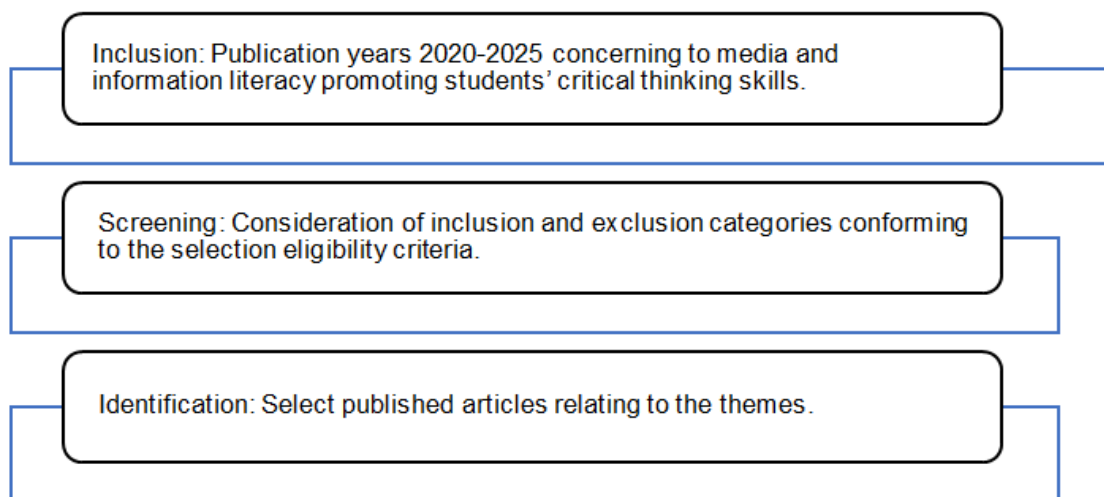 Inclusion: Publication years 2020-2025 concerning to media and
information literacy promoting students’ critical thinking skills.
Screening: Consideration of inclusion and exclusion categories conforming
to the selection eligibility criteria.
Identification: Select published articles relating to the themes.